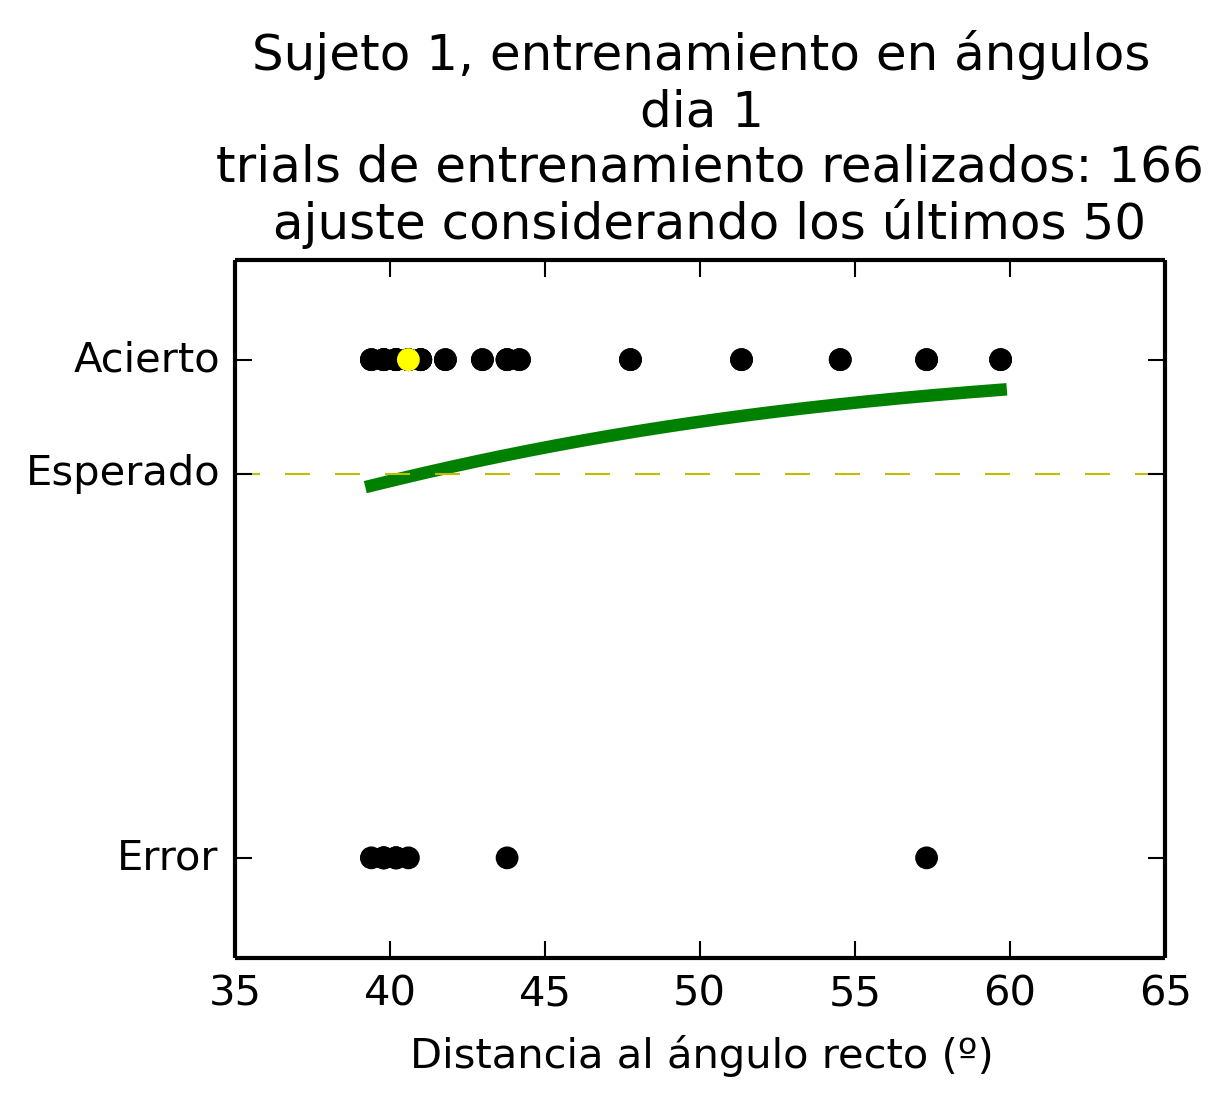 Sujeto 1, entrenamiento en ángulos
dia 1
trials de entrenamiento realizados: 166
ajuste considerando los últimos 50
Acierto
Esperado
Error
35 40 45 50 55 60 65
Distancia al ángulo recto (º)